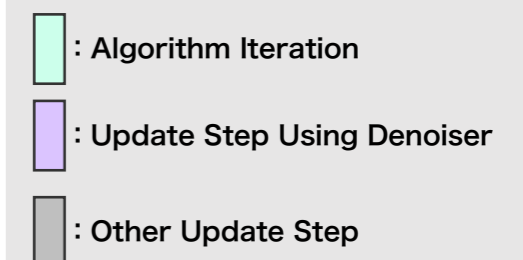 : Algorithm Iteration
: Update Step Using Denoiser
: Other Update Step